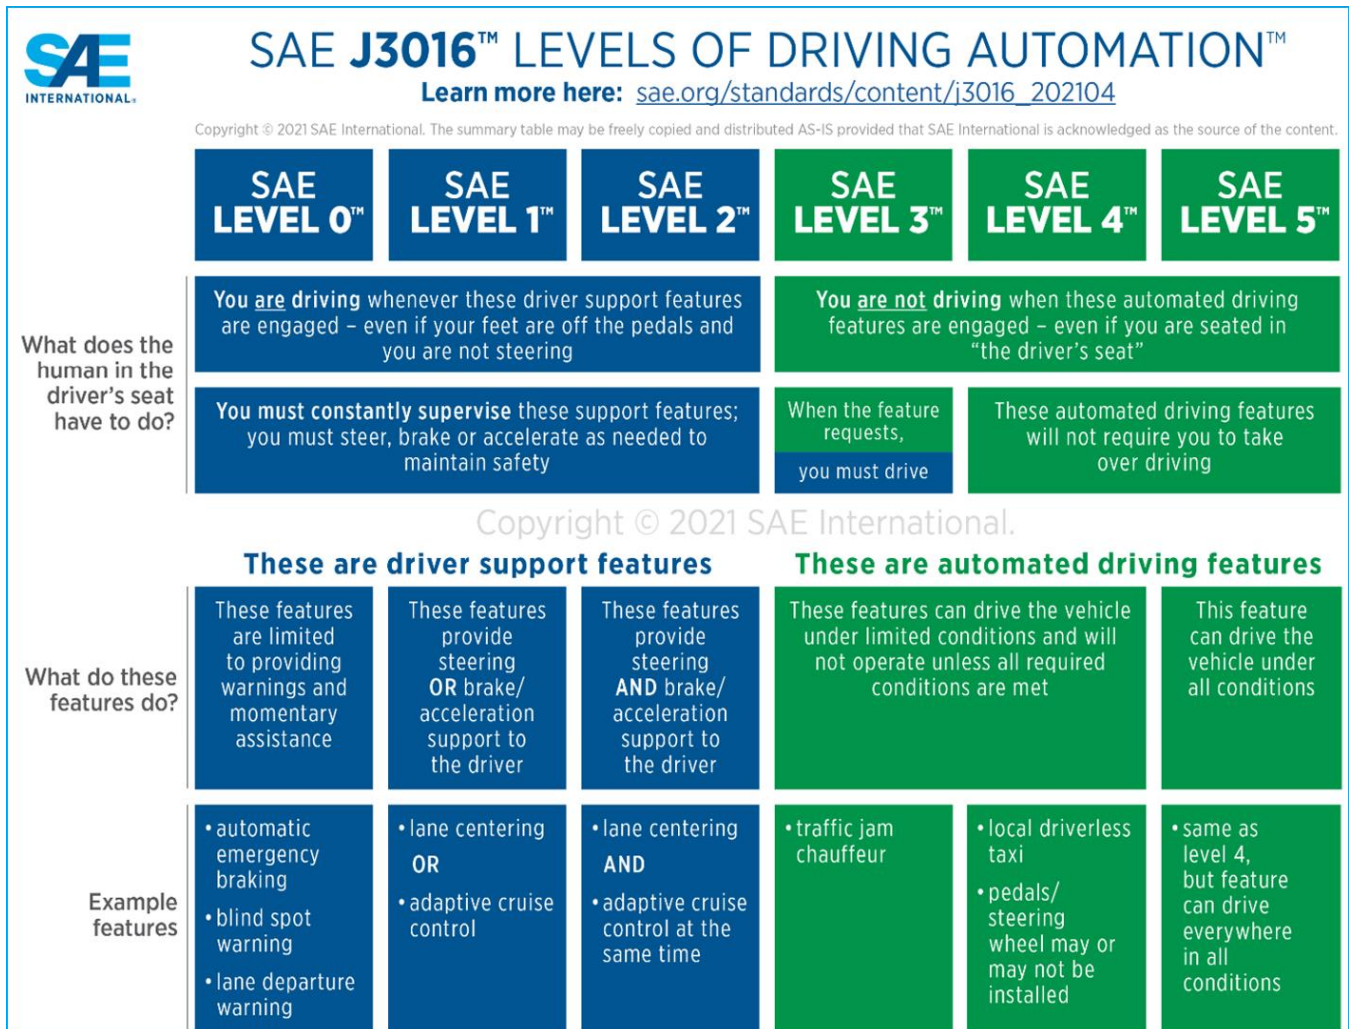 SAE
INTERNATIONAL®
SAE J3016™ LEVELS OF DRIVING AUTOMATION™
Learn more here: sae.org/standards/content/j3016_202104
Copyright © 2021 SAE International. The summary table may be freely copied and distributed AS-IS provided that SAE International is acknowledged as the source of the content.
SAE
LEVEL 0™
SAE
LEVEL 1™
SAE
LEVEL 2™
SAE
LEVEL 3™
SAE
LEVEL 4™
SAE
LEVEL 5™
What does the
human in the
driver's seat
have to do?
You are driving whenever these driver support features
are engaged – even if your feet are off the pedals and
you are not steering
You are not driving when these automated driving
features are engaged – even if you are seated in
“the driver's seat”
You must constantly supervise these support features;
you must steer, brake or accelerate as needed to
maintain safety
When the feature
requests,
you must drive
These automated driving features
will not require you to take
over driving
Copyright © 2021 SAE International.
These are driver support features
These are automated driving features
What do these
features do?
These features
are limited
to providing
warnings and
momentary
assistance
These features
provide
steering
OR brake/
acceleration
support to
the driver
These features
provide
steering
AND brake/
acceleration
support to
the driver
These features can drive the vehicle
under limited conditions and will
not operate unless all required
conditions are met
This feature
can drive the
vehicle under
all conditions
Example
features
• automatic
emergency
braking
• blind spot
warning
• lane departure
warning
• lane centering
OR
• adaptive cruise
control
• lane centering
AND
• adaptive cruise
control at the
same time
• traffic jam
chauffeur
• local driverless
taxi
• pedals/
steering
wheel may or
may not be
installed
• same as
level 4,
but feature
can drive
everywhere
in all
conditions